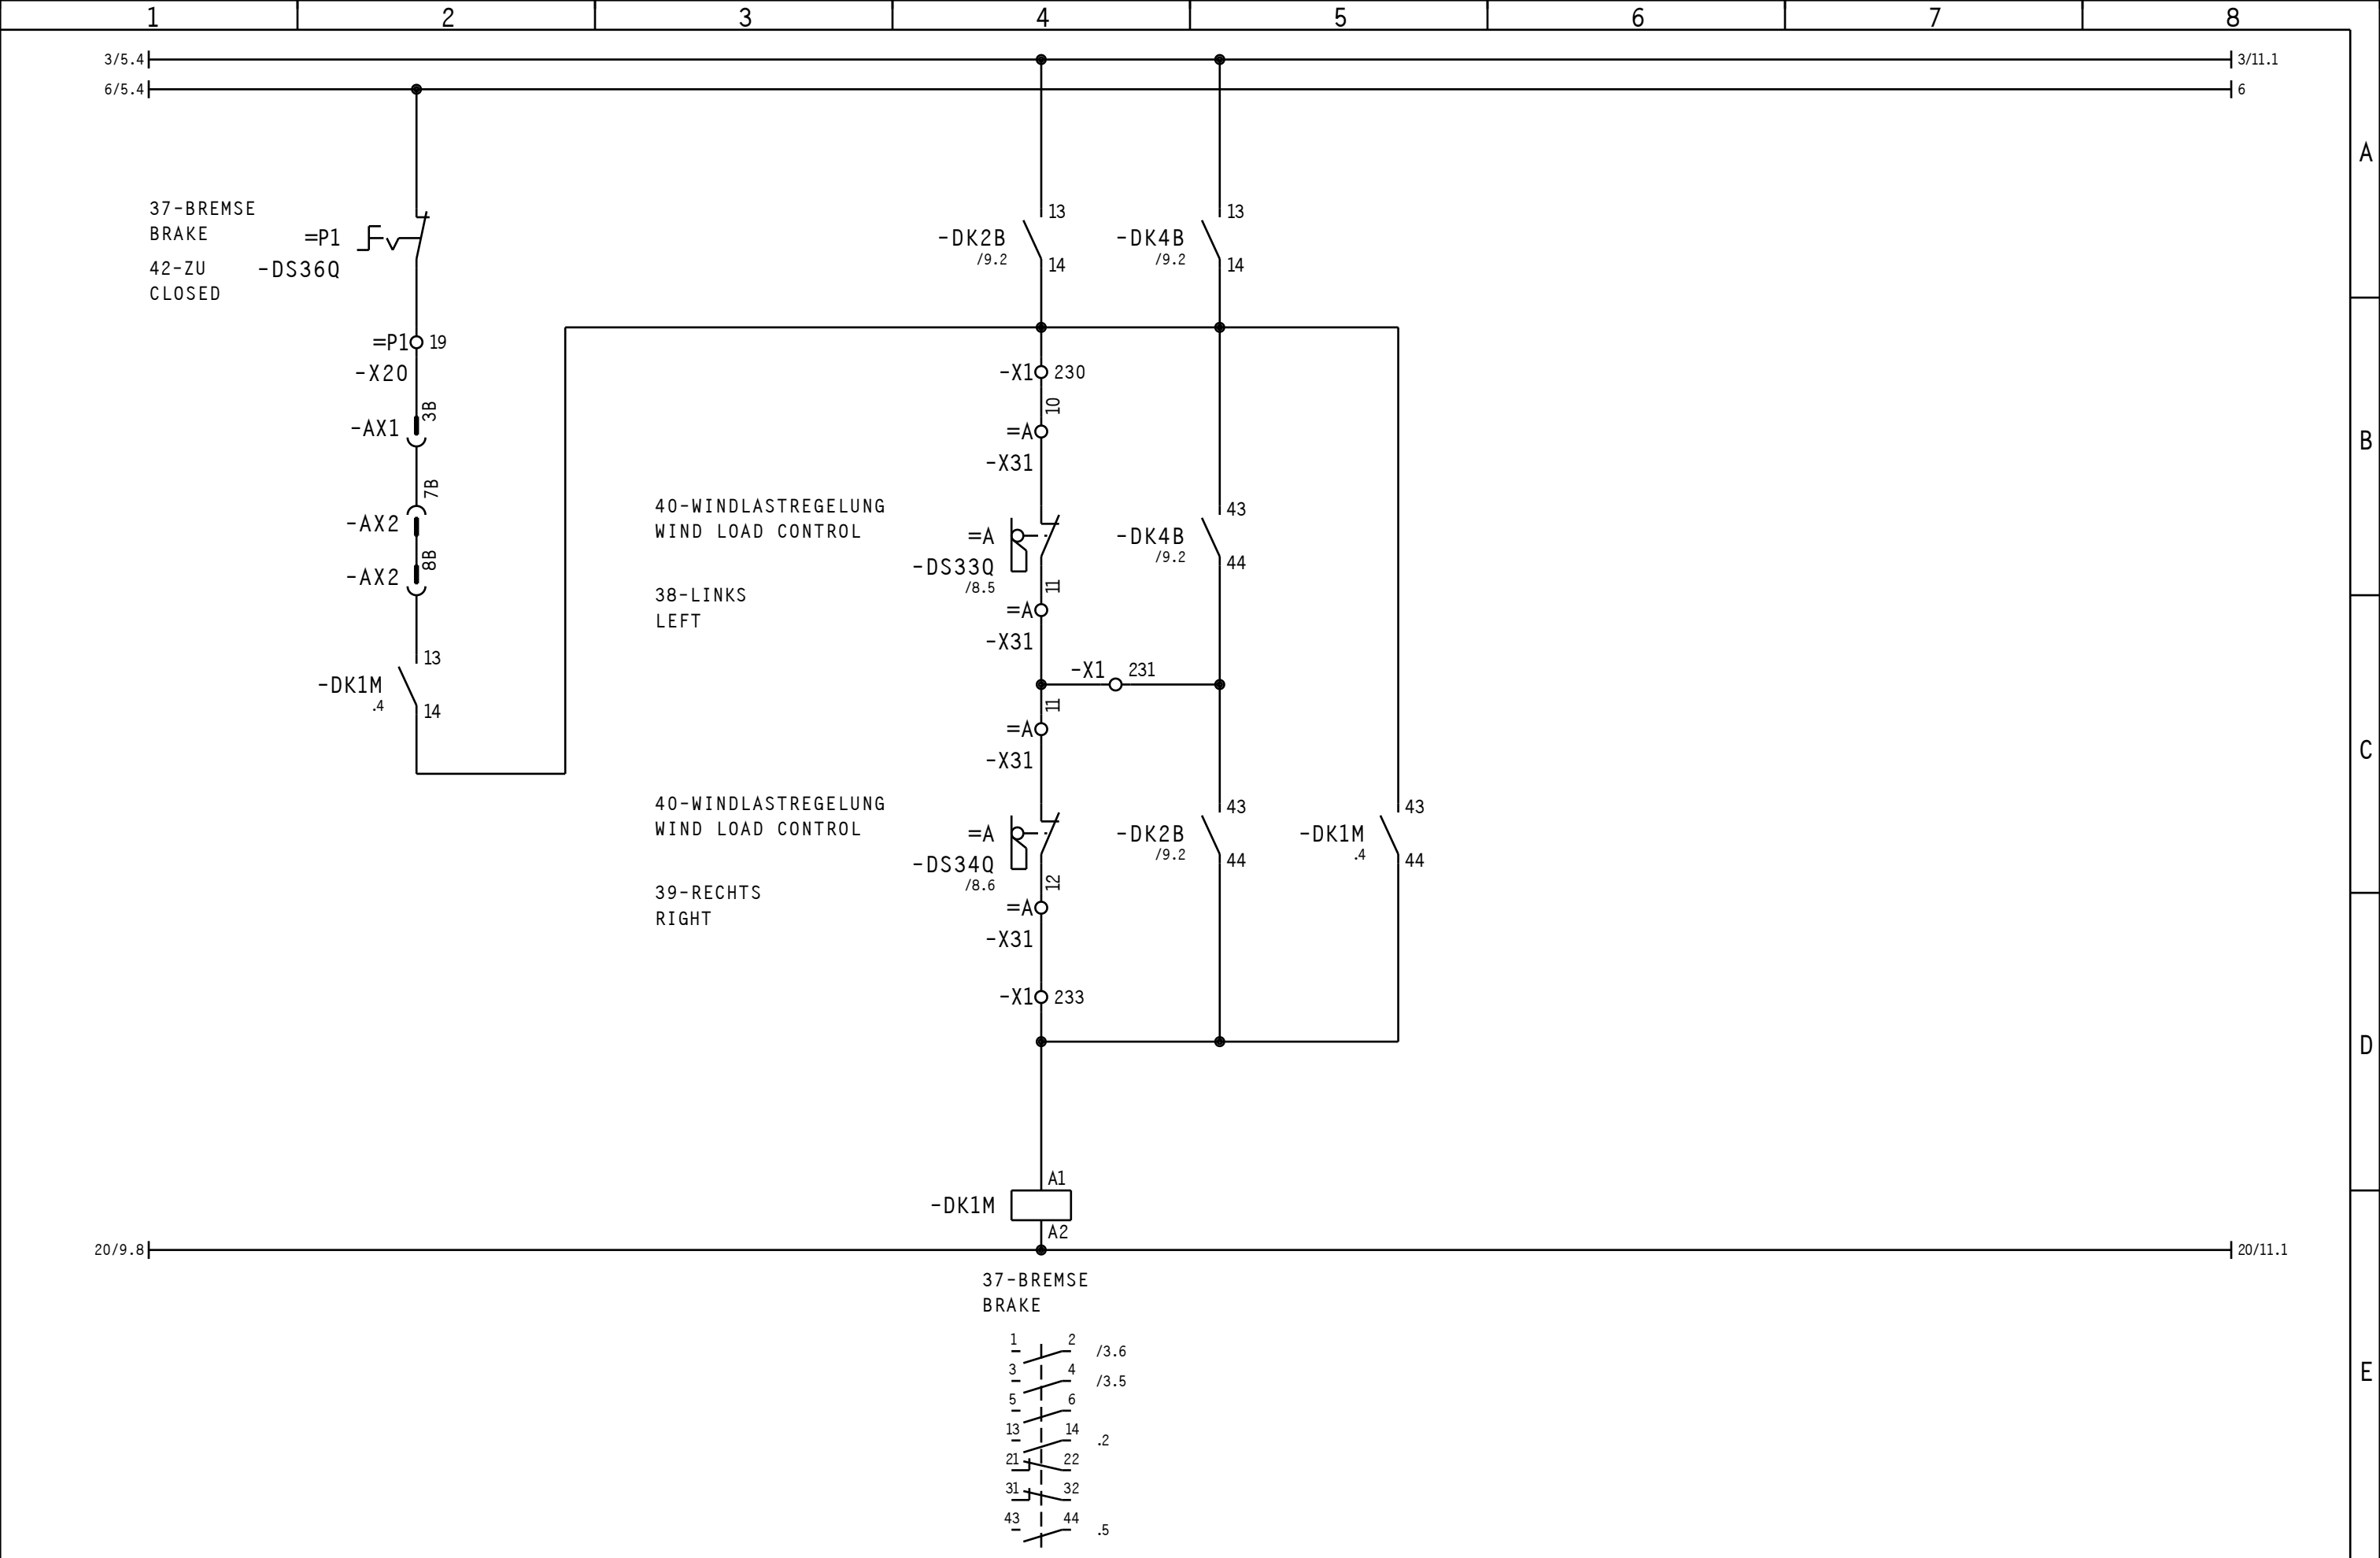 1 2 3 4 5 6 7 8
3/5.4 3/11.1
6/5.4 6
A
37-BREMSE
BRAKE
42-ZU
CLOSED
=P1
-DS36Q
-DK2B
/9.2
13
14
-DK4B
/9.2
13
14
=P1 19
-X20
-X1 230
10
-AX1
3B
=A
-X31
B
7B
-AX2
-AX2
8B
40-WINDLASTREGELUNG
WIND LOAD CONTROL
38-LINKS
LEFT
=A
-DS33Q
/8.5
11
=A
-X31
-DK4B
/9.2
43
44
-DK1M
.4
13
14
-X1 231
11
=A
-X31
C
40-WINDLASTREGELUNG
WIND LOAD CONTROL
39-RECHTS
RIGHT
=A
-DS34Q
/8.6
12
=A
-X31
-DK2B
/9.2
43
44
-DK1M
.4
43
44
-X1 233
D
A1
-DK1M
A2
20/9.8 20/11.1
37-BREMSE
BRAKE
1 2 /3.6
3 4 /3.5
5 6
13 14 .2
21 22
31 32
43 44 .5
E